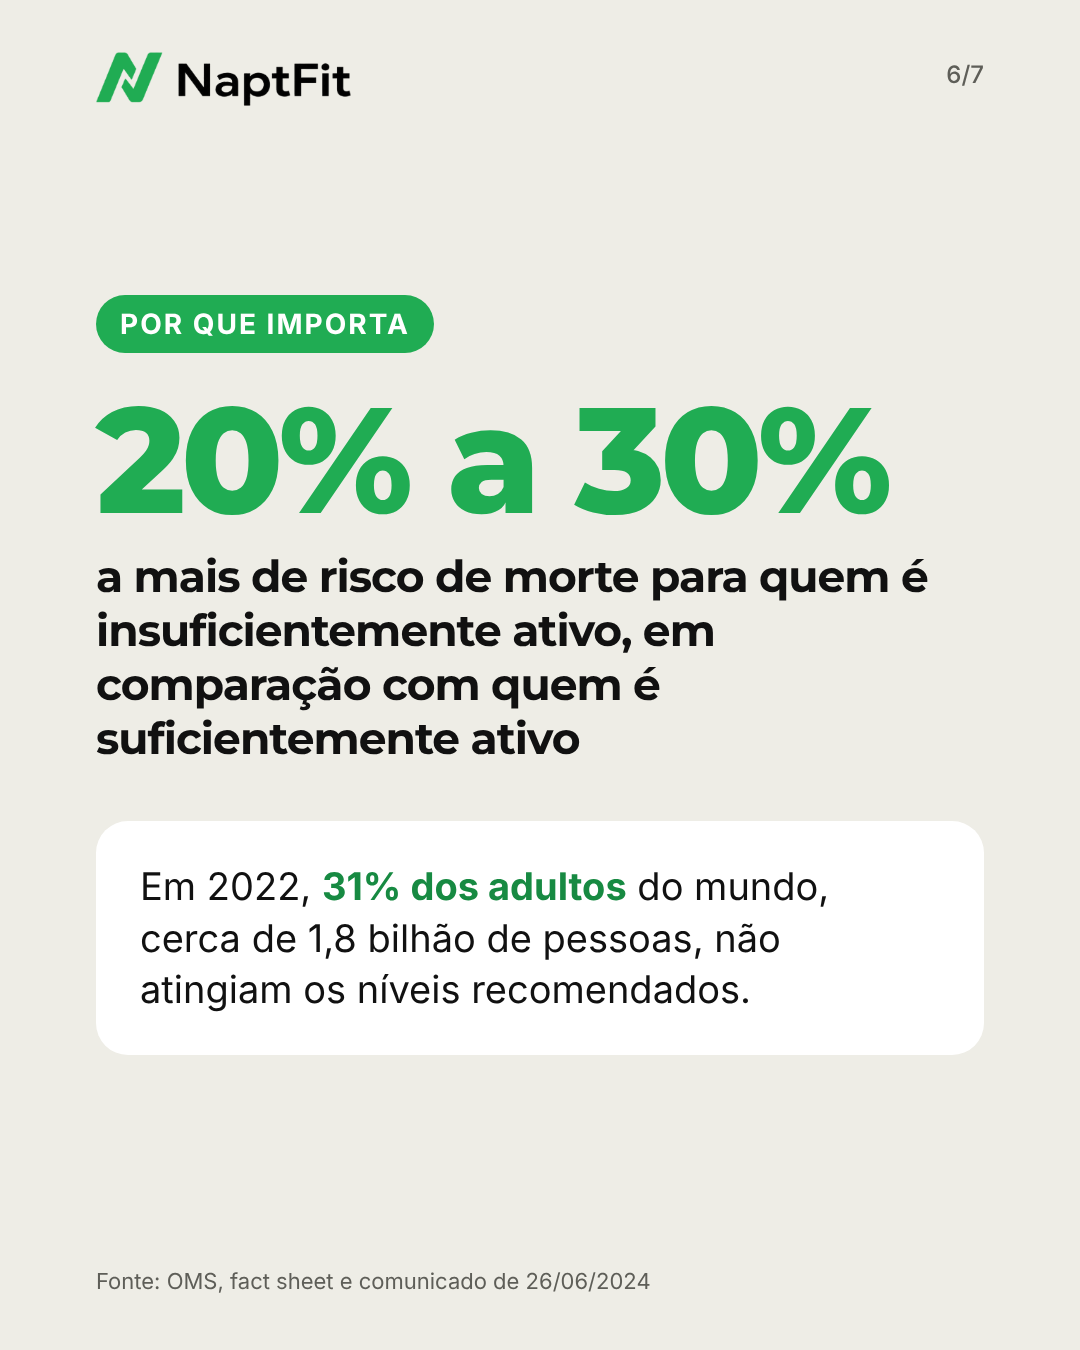 NaptFit
6/7
POR QUE IMPORTA
20% a 30%
a mais de risco de morte para quem é
insuficientemente ativo, em
comparação com quem é
suficientemente ativo
Em 2022, 31% dos adultos do mundo,
cerca de 1,8 bilhão de pessoas, não
atingiam os níveis recomendados.
Fonte: OMS, fact sheet e comunicado de 26/06/2024